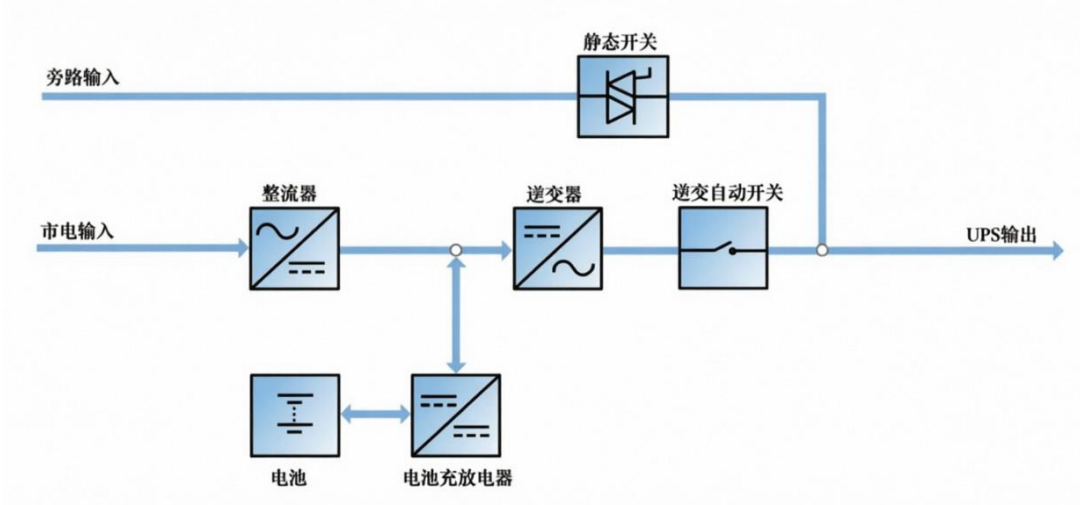 静态开关
旁路输入
整流器
逆变器
逆变自动开关
市电输入
UPS输出
电池
电池充放电器